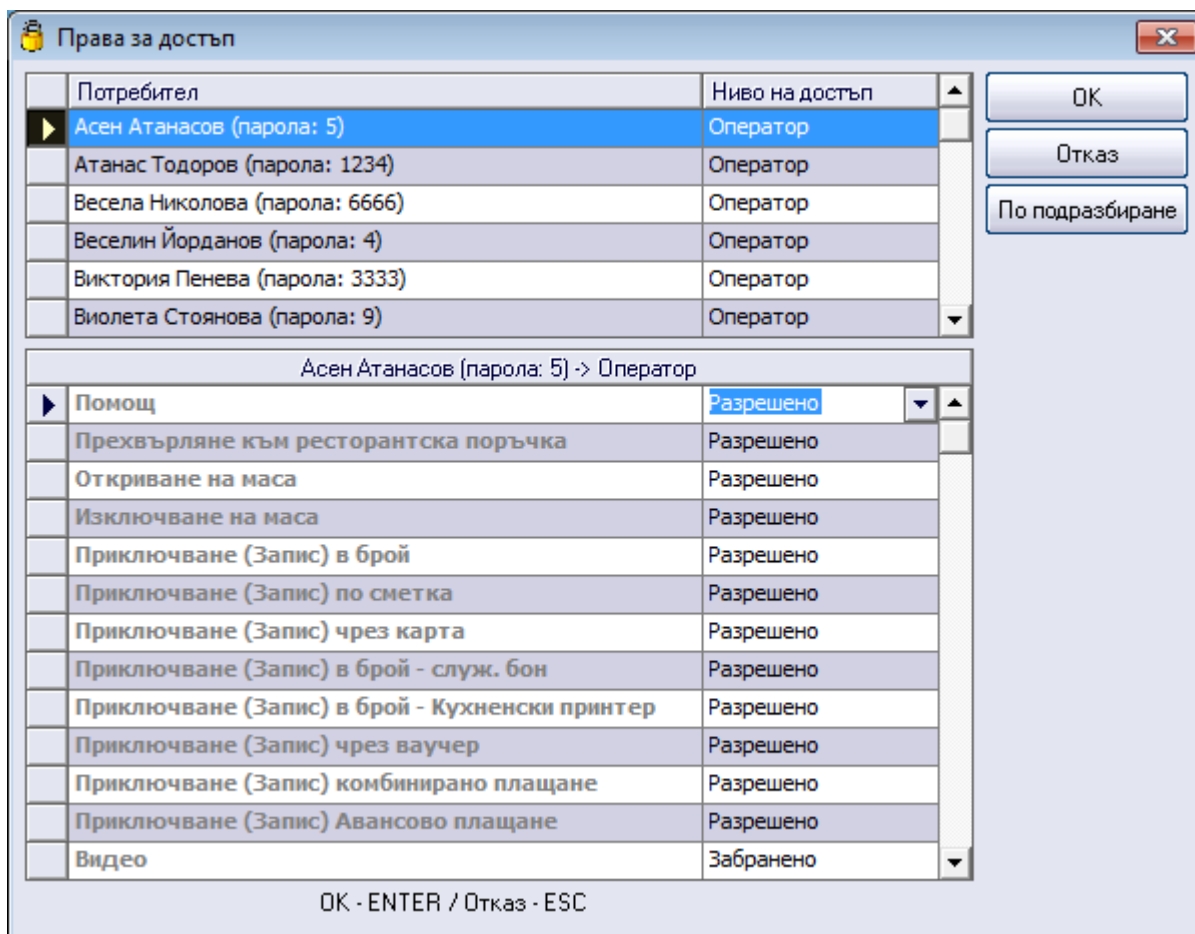 Права за достъп
Потребител Ниво на достъп
Асен Атанасов (парола: 5) Оператор
Атанас Тодоров (парола: 1234) Оператор
Весела Николова (парола: 6666) Оператор
Веселин Йорданов (парола: 4) Оператор
Виктория Пенева (парола: 3333) Оператор
Виолета Стоянова (парола: 9) Оператор
OK
Отказ
По подразбиране
Асен Атанасов (парола: 5) -> Оператор
Помощ Разрешено
Прехвърляне към ресторантска поръчка Разрешено
Откриване на маса Разрешено
Изключване на маса Разрешено
Приключване (Запис) в брой Разрешено
Приключване (Запис) по сметка Разрешено
Приключване (Запис) чрез карта Разрешено
Приключване (Запис) в брой - служ. бон Разрешено
Приключване (Запис) в брой - Кухненски принтер Разрешено
Приключване (Запис) чрез ваучер Разрешено
Приключване (Запис) комбинирано плащане Разрешено
Приключване (Запис) Авансово плащане Разрешено
Видео Забранено
OK - ENTER / Отказ - ESC